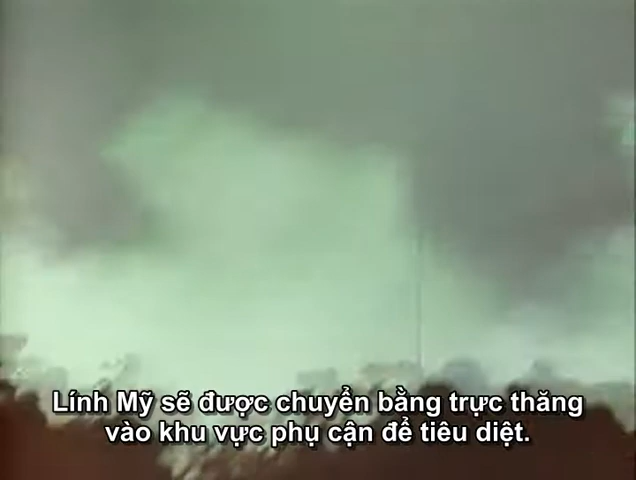 Lính Mỹ sẽ được chuyển bằng trực thăng
vào khu vực phụ cận để tiêu diệt.